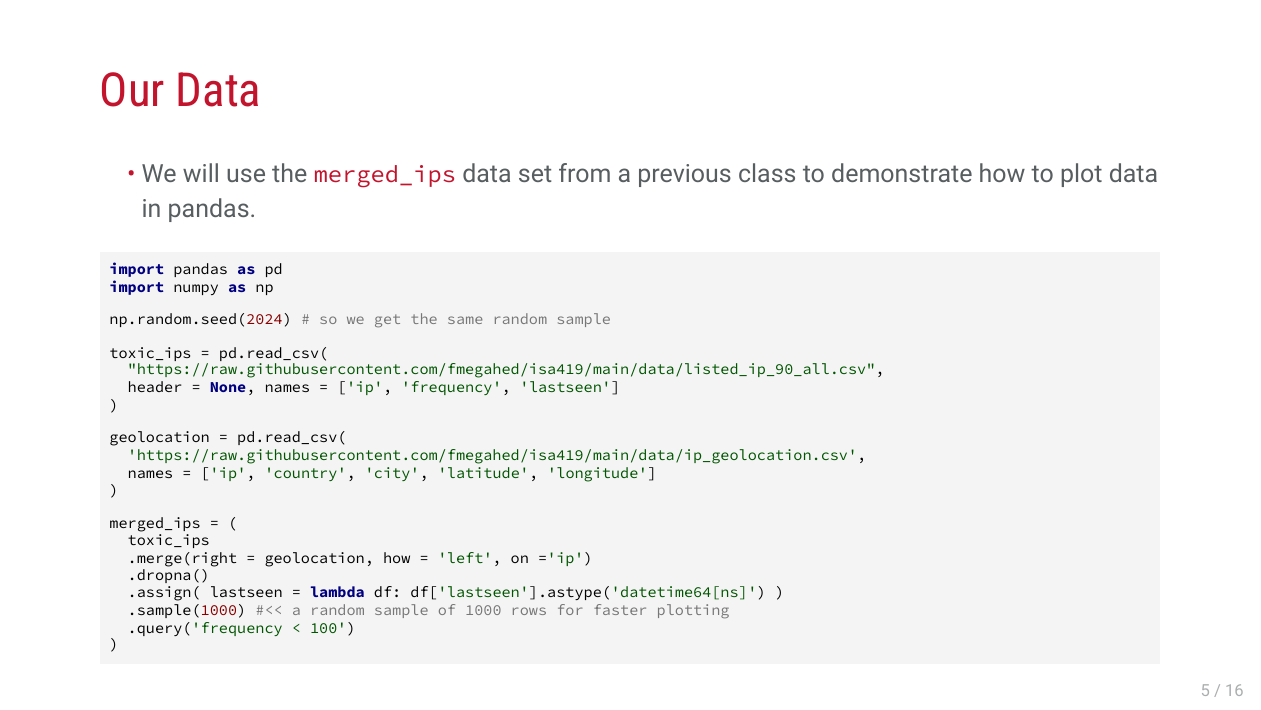 Our Data
• We will use the merged_ips data set from a previous class to demonstrate how to plot data
in pandas.
import pandas as pd
import numpy as np
np.random.seed(2024) # so we get the same random sample
toxic_ips = pd.read_csv(
  "https://raw.githubusercontent.com/fmegahed/isa419/main/data/listed_ip_90_all.csv",
  header = None, names = ['ip', 'frequency', 'lastseen']
)
geolocation = pd.read_csv(
  'https://raw.githubusercontent.com/fmegahed/isa419/main/data/ip_geolocation.csv',
  names = ['ip', 'country', 'city', 'latitude', 'longitude']
)
merged_ips = (
  toxic_ips
  .merge(right = geolocation, how = 'left', on ='ip')
  .dropna()
  .assign( lastseen = lambda df: df['lastseen'].astype('datetime64[ns]') )
  .sample(1000) #<< a random sample of 1000 rows for faster plotting
  .query('frequency < 100')
)
5 / 16